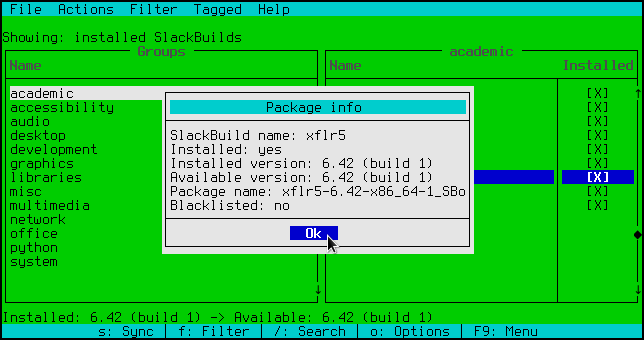 File  Actions  Filter  Tagged  Help
Showing: installed SlackBuilds
Groups
academic
Name
Name
Installed
academic
[X]
accessibility
[X]
audio
[X]
desktop
[X]
development
[X]
graphics
[X]
libraries
[X]
misc
[X]
multimedia
[X]
network
office
python
system
Package info
SlackBuild name: xflr5
Installed: yes
Installed version: 6.42 (build 1)
Available version: 6.42 (build 1)
Package name: xflr5-6.42-x86_64-1_SBo
Blacklisted: no
Ok
Installed: 6.42 (build 1) -> Available: 6.42 (build 1)
s: Sync | f: Filter | /: Search | o: Options | F9: Menu